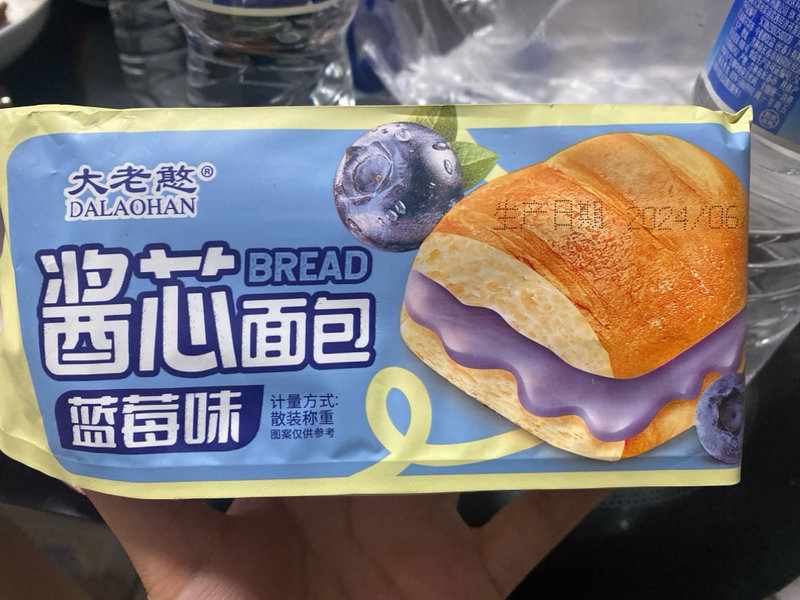 大老憨®
DALAOHAN
酱芯面包
BREAD
蓝莓味
计量方式:
散装称重
图案仅供参考
生产日期 2024/06